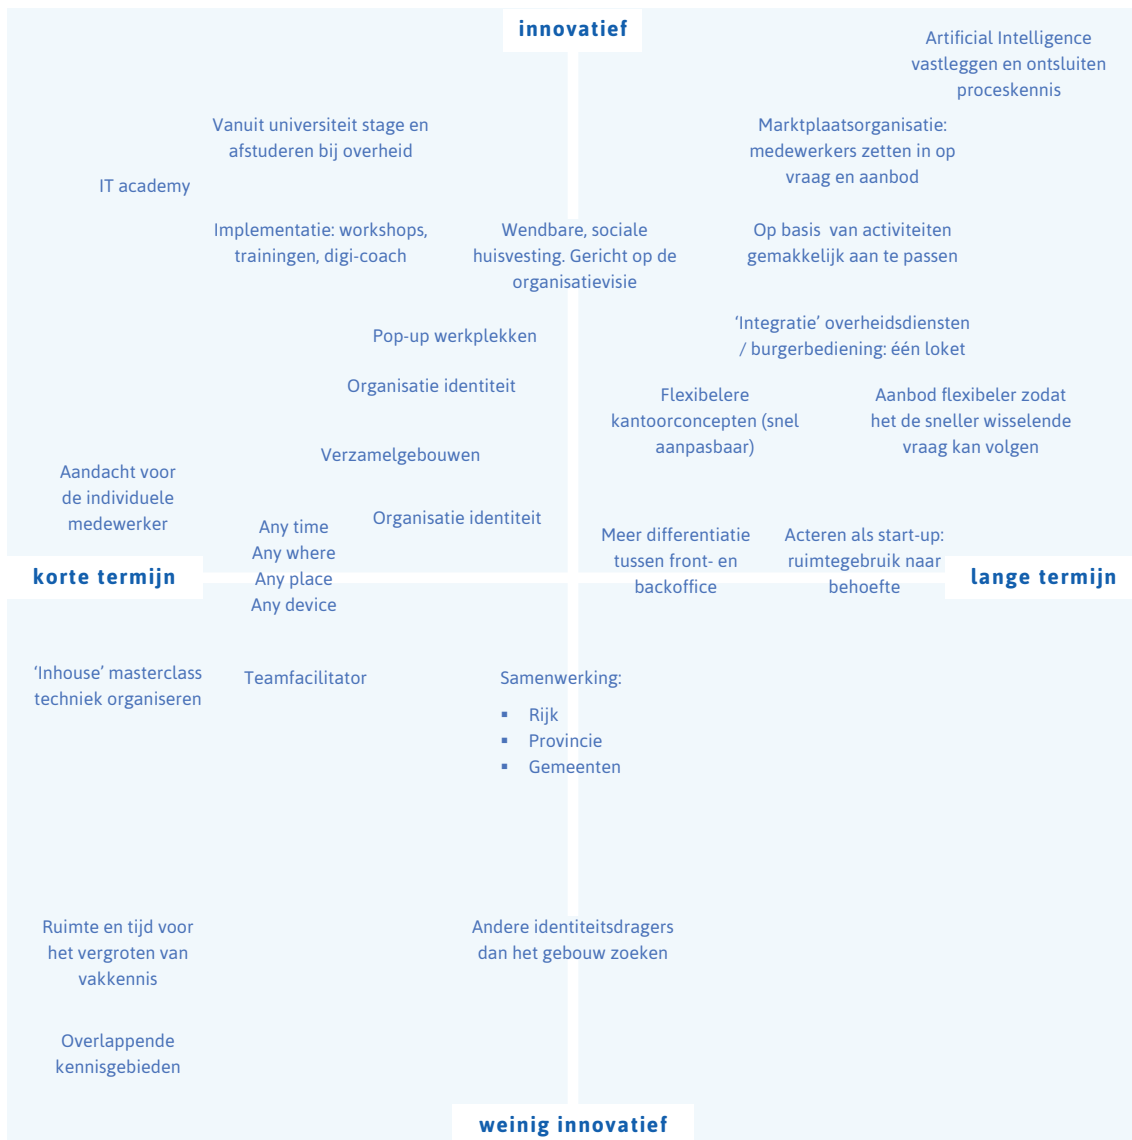 innovatief
Artificial Intelligence
vastleggen en ontsluiten
proceskennis
Vanuit universiteit stage en
afstuderen bij overheid
Marktplaatsorganisatie:
medewerkers zetten in op
vraag en aanbod
IT academy
Implementatie: workshops,
trainingen, digi-coach
Wendbare, sociale
huisvesting. Gericht op de
organisatievisie
Op basis  van activiteiten
gemakkelijk aan te passen
Pop-up werkplekken
‘Integratie’ overheidsdiensten
/ burgerbediening: één loket
Organisatie identiteit
Flexibelere
kantoorconcepten (snel
aanpasbaar)
Aanbod flexibeler zodat
het de sneller wisselende
vraag kan volgen
Verzamelgebouwen
Aandacht voor
de individuele
medewerker
Organisatie identiteit
Any time
Any where
Any place
Any device
Meer differentiatie
tussen front- en
backoffice
Acteren als start-up:
ruimtegebruik naar
behoefte
korte termijn
lange termijn
‘Inhouse’ masterclass
techniek organiseren
Teamfacilitator
Samenwerking:
▪ Rijk
▪ Provincie
▪ Gemeenten
Ruimte en tijd voor
het vergroten van
vakkennis
Andere identiteitsdragers
dan het gebouw zoeken
Overlappende
kennisgebieden
weinig innovatief